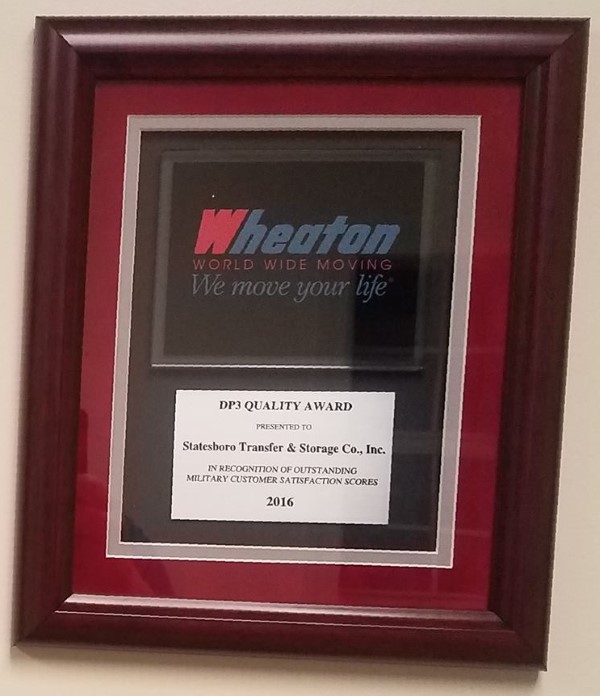 Wheaton
WORLD WIDE MOVING
We move your life®
DP3 QUALITY AWARD
PRESENTED TO
Statesboro Transfer & Storage Co., Inc.
IN RECOGNITION OF OUTSTANDING
MILITARY CUSTOMER SATISFACTION SCORES
2016